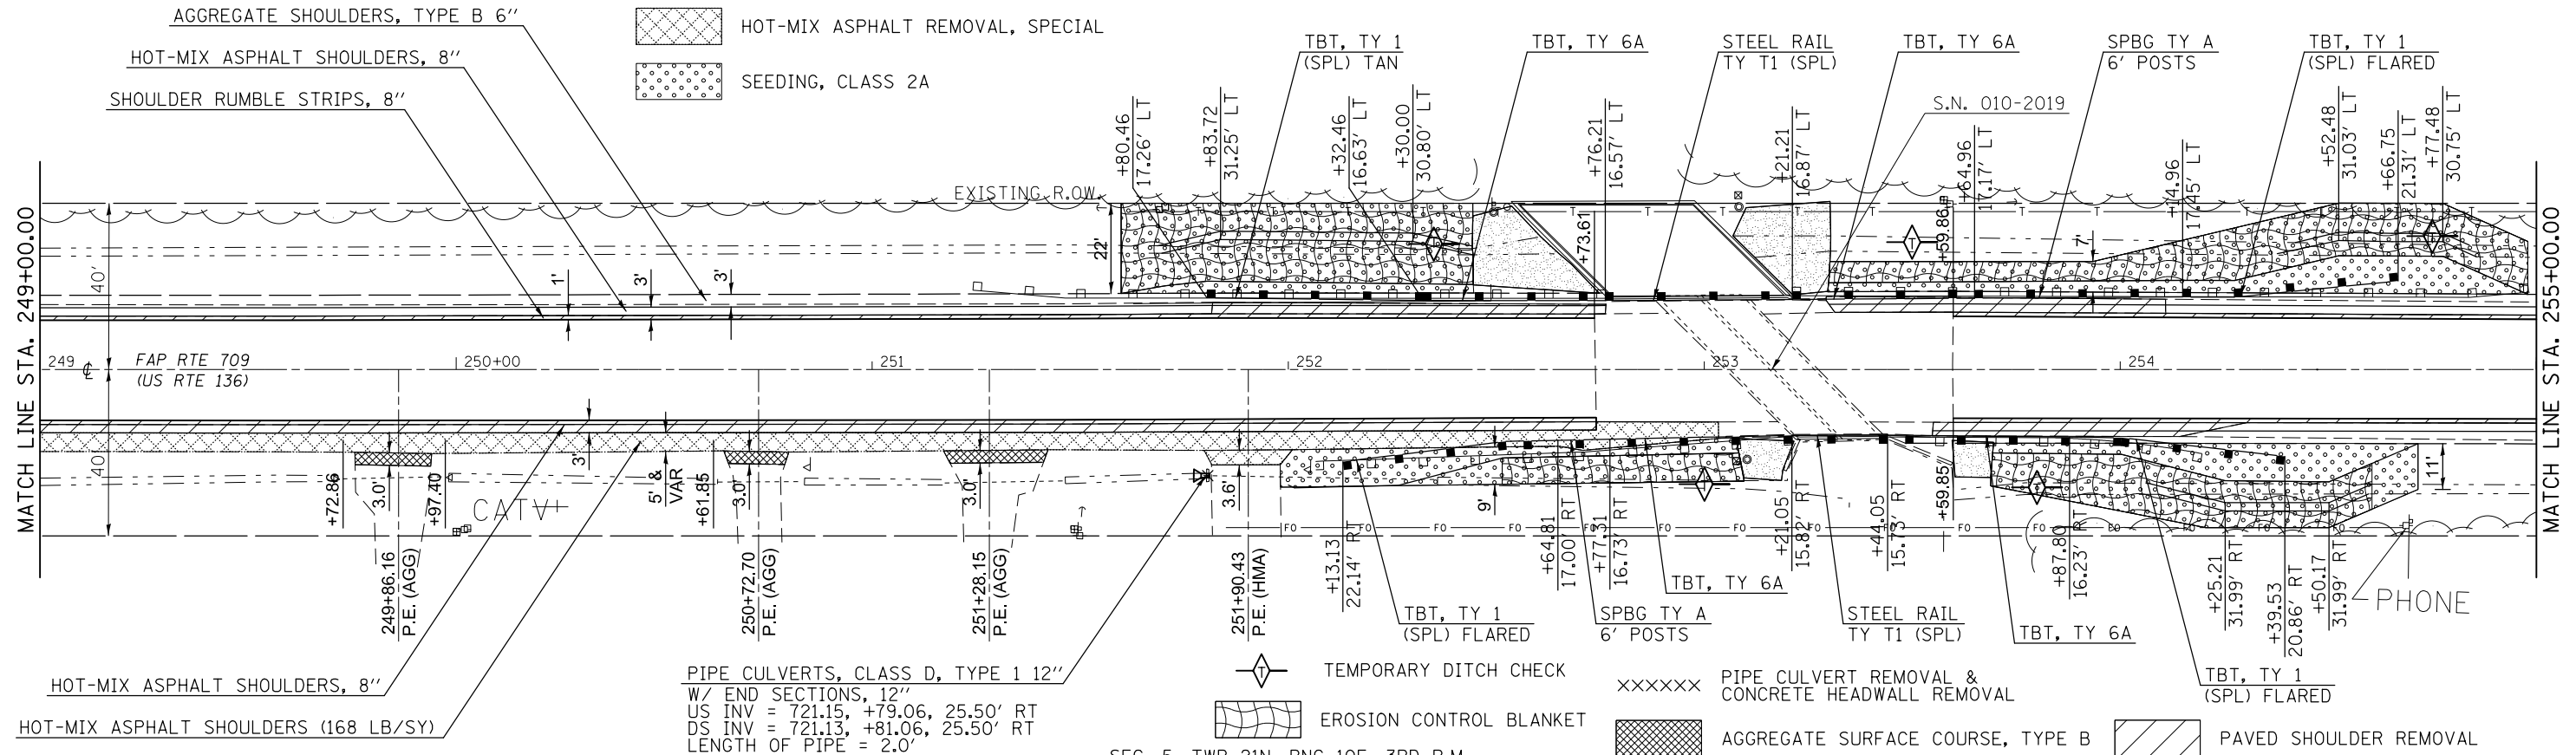 AGGREGATE SHOULDERS, TYPE B 6"
HOT-MIX ASPHALT SHOULDERS, 8"
SHOULDER RUMBLE STRIPS, 8"
HOT-MIX ASPHALT REMOVAL, SPECIAL
SEEDING, CLASS 2A
TBT, TY 1
(SPL) TAN
TBT, TY 6A
STEEL RAIL
TY T1 (SPL)
TBT, TY 6A
SPBG TY A
6' POSTS
TBT, TY 1
(SPL) FLARED
S.N. 010-2019
+80.46
17.26' LT
+83.72
31.25' LT
+32.46
16.63' LT
+30.00
30.80' LT
+76.21
16.57' LT
+21.21
16.87' LT
+64.96
17.17' LT
+14.96
17.45' LT
+52.48
31.03' LT
+66.75
21.31' LT
+77.48
30.75' LT
EXISTING R.O.W.
MATCH LINE STA. 249+00.00
MATCH LINE STA. 255+00.00
40'
1'
3'
3'
22'
+73.61
+59.86
7'
T
T
T
T
T
T
T
T
249
FAP RTE 709
(US RTE 136)
250+00
251
252
253
254
40'
+72.86
3.0'
+97.40
CATV
3'
5' &
VAR
+61.85
3.0'
3.0'
3.6'
9'
11'
FO
FO
FO
FO
FO
FO
FO
FO
FO
FO
FO
FO
FO
FO
+13.13
22.14' RT
+64.81
17.00' RT
+77.31
16.73' RT
+21.05
15.82' RT
+44.05
15.73' RT
+59.85
+87.80
16.23' RT
+25.21
31.99' RT
+39.53
20.86' RT
+50.17
31.99' RT
PHONE
249+86.16
P.E. (AGG)
250+72.70
P.E. (AGG)
251+28.15
P.E. (AGG)
251+90.43
P.E. (HMA)
TBT, TY 1
(SPL) FLARED
SPBG TY A
6' POSTS
TBT, TY 6A
STEEL RAIL
TY T1 (SPL)
TBT, TY 6A
TBT, TY 1
(SPL) FLARED
HOT-MIX ASPHALT SHOULDERS, 8"
HOT-MIX ASPHALT SHOULDERS (168 LB/SY)
PIPE CULVERTS, CLASS D, TYPE 1 12"
W/ END SECTIONS, 12"
US INV = 721.15, +79.06, 25.50' RT
DS INV = 721.13, +81.06, 25.50' RT
LENGTH OF PIPE = 2.0'
T
TEMPORARY DITCH CHECK
EROSION CONTROL BLANKET
PIPE CULVERT REMOVAL &
CONCRETE HEADWALL REMOVAL
AGGREGATE SURFACE COURSE, TYPE B
PAVED SHOULDER REMOVAL